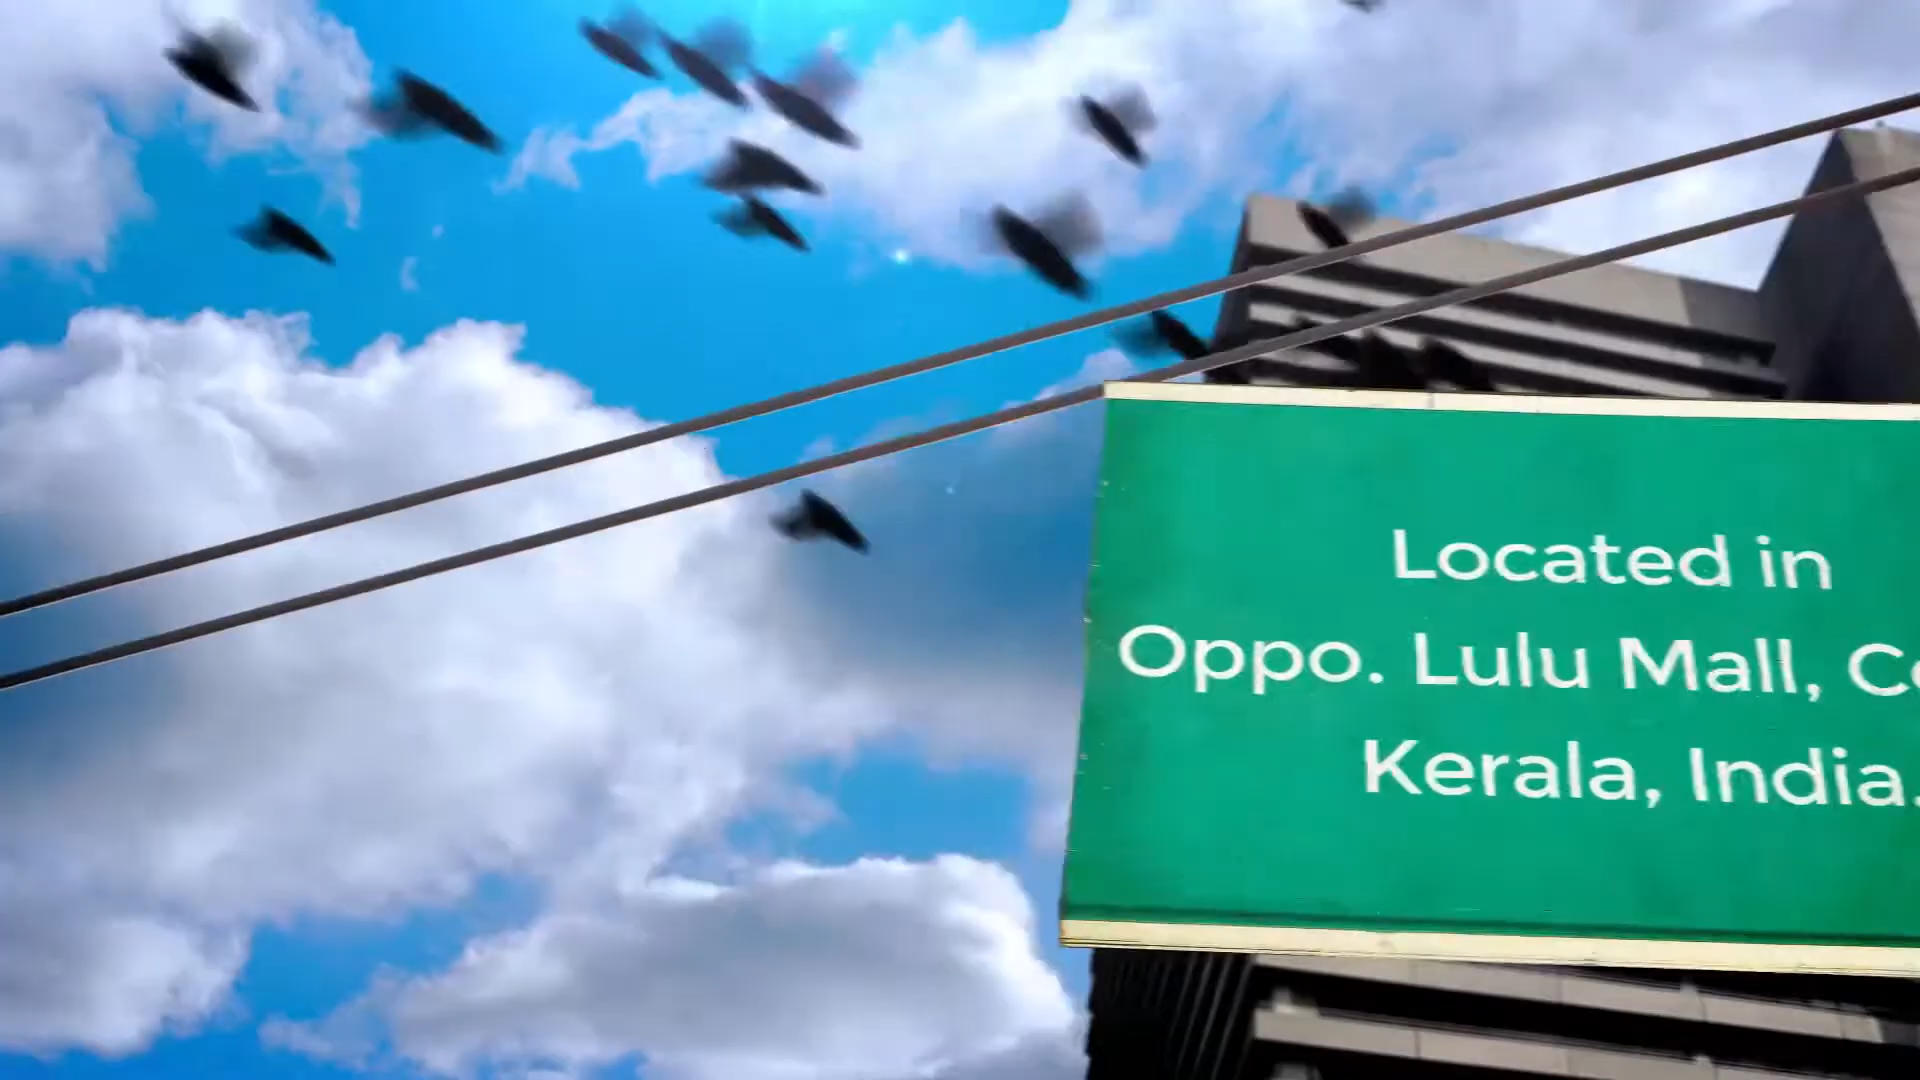 Located in
Oppo. Lulu Mall,
Kerala, India.